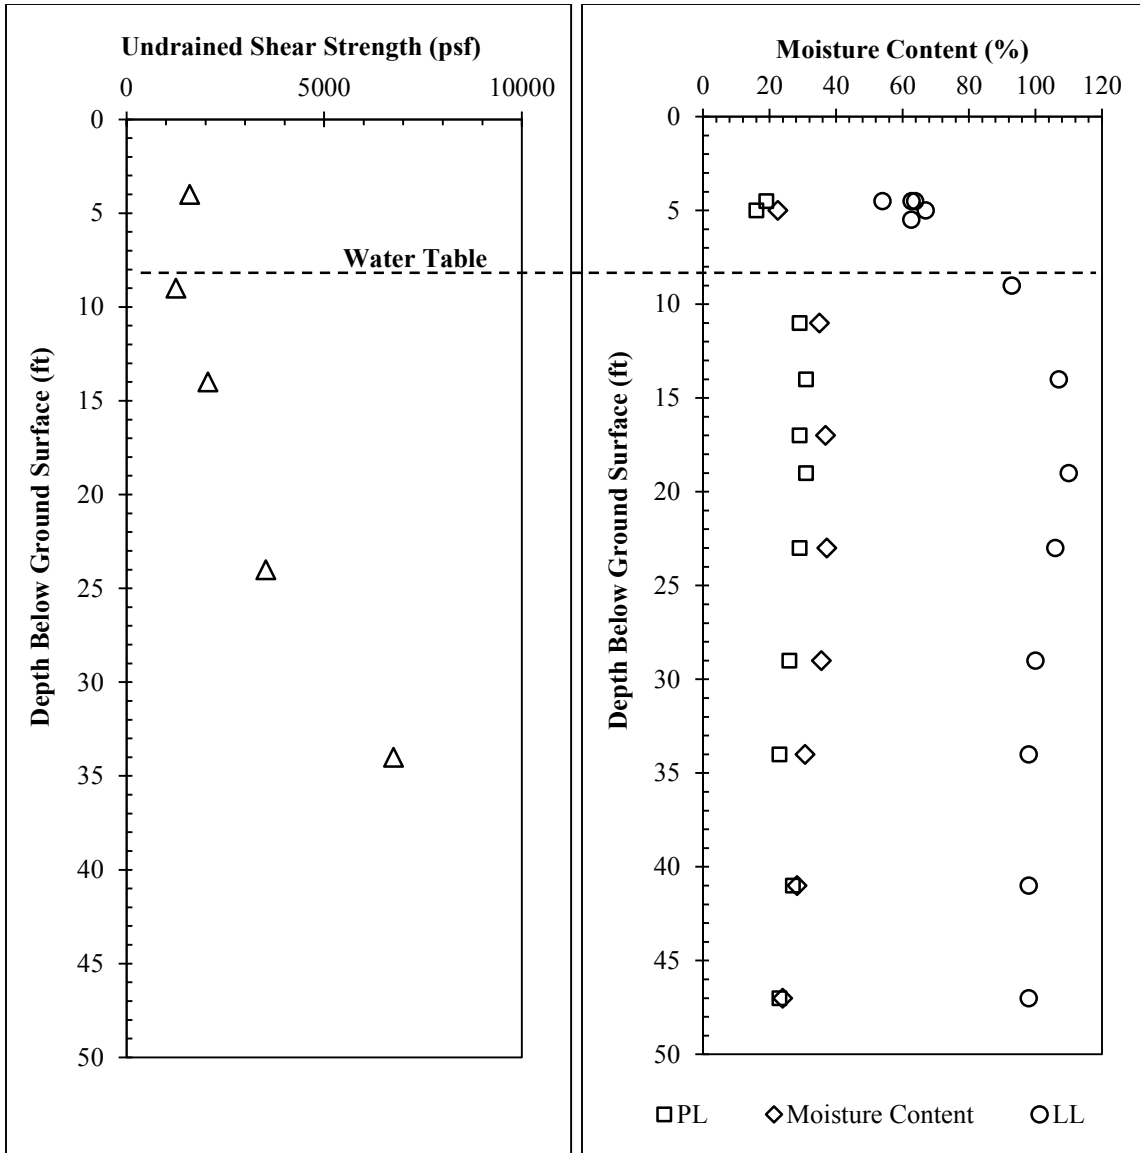 Undrained Shear Strength (psf)
0 5000 10000
0
5
10
15
20
25
30
35
40
45
50
Depth Below Ground Surface (ft)
Water Table
Moisture Content (%)
0 20 40 60 80 100 120
0
5
10
15
20
25
30
35
40
45
50
Depth Below Ground Surface (ft)
PL Moisture Content LL